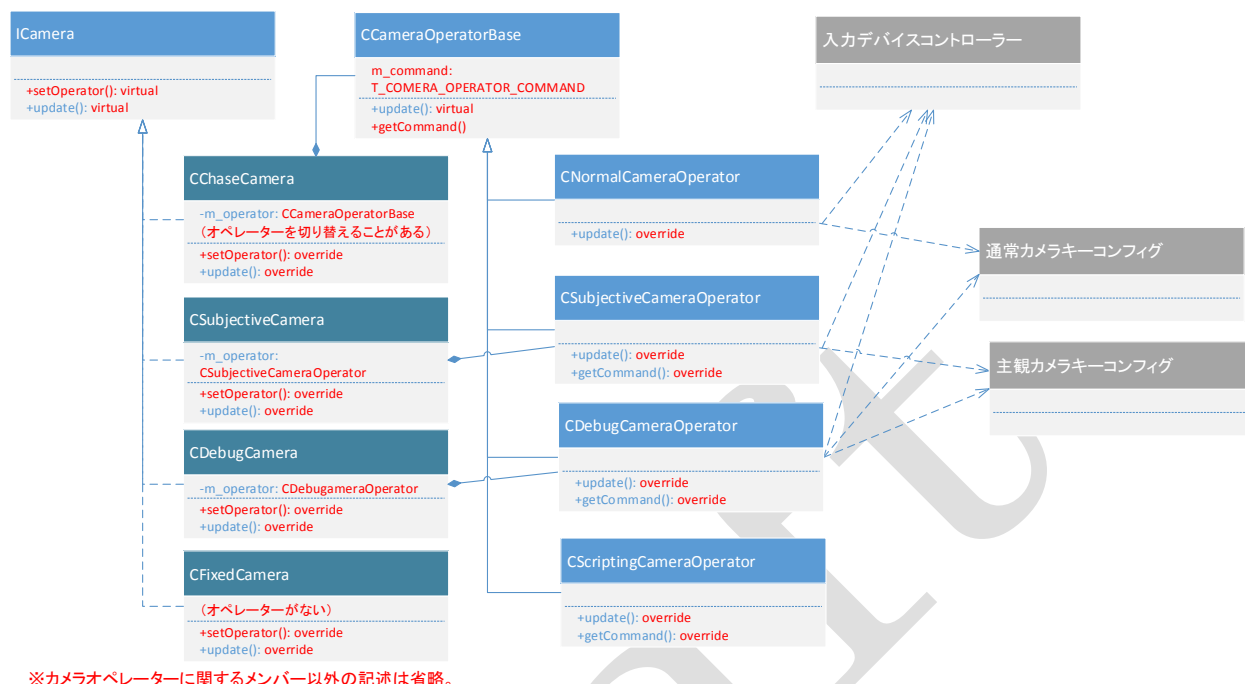 ICamera
+setOperator(): virtual
+update(): virtual
CCameraOperatorBase
m_command:
T_COMERA_OPERATOR_COMMAND
+update(): virtual
+getCommand()
入力デバイスコントローラー
CChaseCamera
-m_operator: CCameraOperatorBase
（オペレーターを切り替えることがある）
+setOperator(): override
+update(): override
CNormalCameraOperator
+update(): override
通常カメラキーコンフィグ
CSubjectiveCamera
-m_operator:
CSubjectiveCameraOperator
+setOperator(): override
+update(): override
CSubjectiveCameraOperator
+update(): override
+getCommand(): override
主観カメラキーコンフィグ
CDebugCamera
-m_operator: CDebugameraOperator
+setOperator(): override
+update(): override
CDebugCameraOperator
+update(): override
+getCommand(): override
CFixedCamera
（オペレーターがない）
+setOperator(): override
+update(): override
CScriptingCameraOperator
+update(): override
+getCommand(): override
※カメラオペレーターに関するメンバー以外の記述は省略。